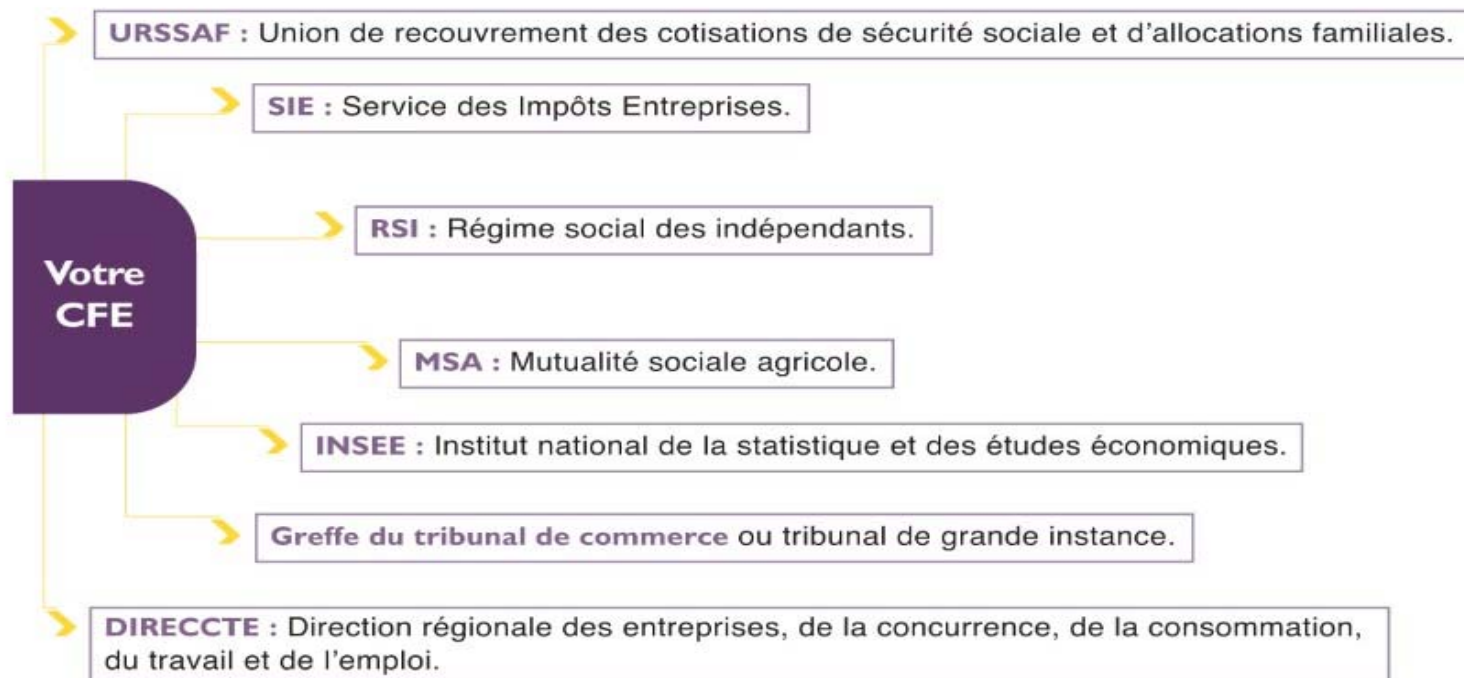 URSSAF : Union de recouvrement des cotisations de sécurité sociale et d'allocations familiales.
SIE : Service des Impôts Entreprises.
RSI : Régime social des indépendants.
Votre
CFE
MSA : Mutualité sociale agricole.
INSEE : Institut national de la statistique et des études économiques.
Greffe du tribunal de commerce ou tribunal de grande instance.
DIRECCTE : Direction régionale des entreprises, de la concurrence, de la consommation,
du travail et de l'emploi.